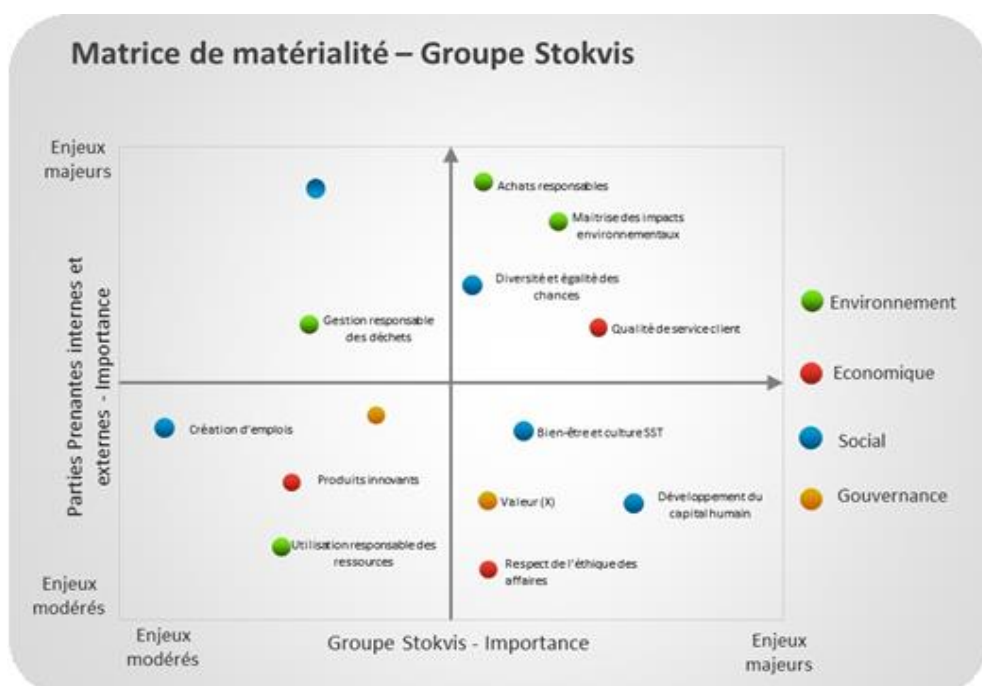 Matrice de matérialité – Groupe Stokvis
Enjeux
majeurs
Achats responsables
Maitrise des impacts
environnementaux
Diversité et égalité des
chances
Gestion responsable
des déchets
Qualité de service client
Parties Prenantes internes et
externes - Importance
Environnement
Economique
Social
Gouvernance
Création d'emplois
Bien-être et culture SST
Produits innovants
Valeur (X)
Développement du
capital humain
Utilisation responsable des
ressources
Respect de l'éthique des
affaires
Enjeux
modérés
Enjeux
modérés
Groupe Stokvis - Importance
Enjeux
majeurs